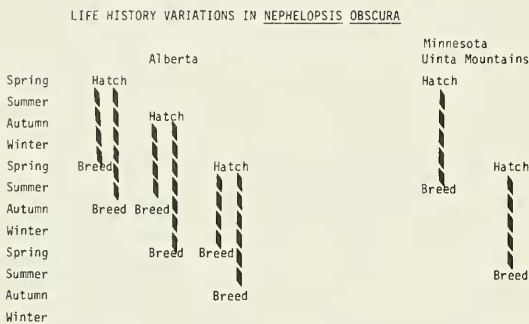 LIFE HISTORY VARIATIONS IN NEPHELOPSIS OBSCURA
Minnesota
Alberta Uinta Mountains
Spring Hatch Hatch
Summer
Autumn Hatch
Winter
Spring Breed Hatch Hatch
Summer Breed
Autumn Breed Breed
Winter
Spring Breed Breed
Summer Breed
Autumn Breed
Winter